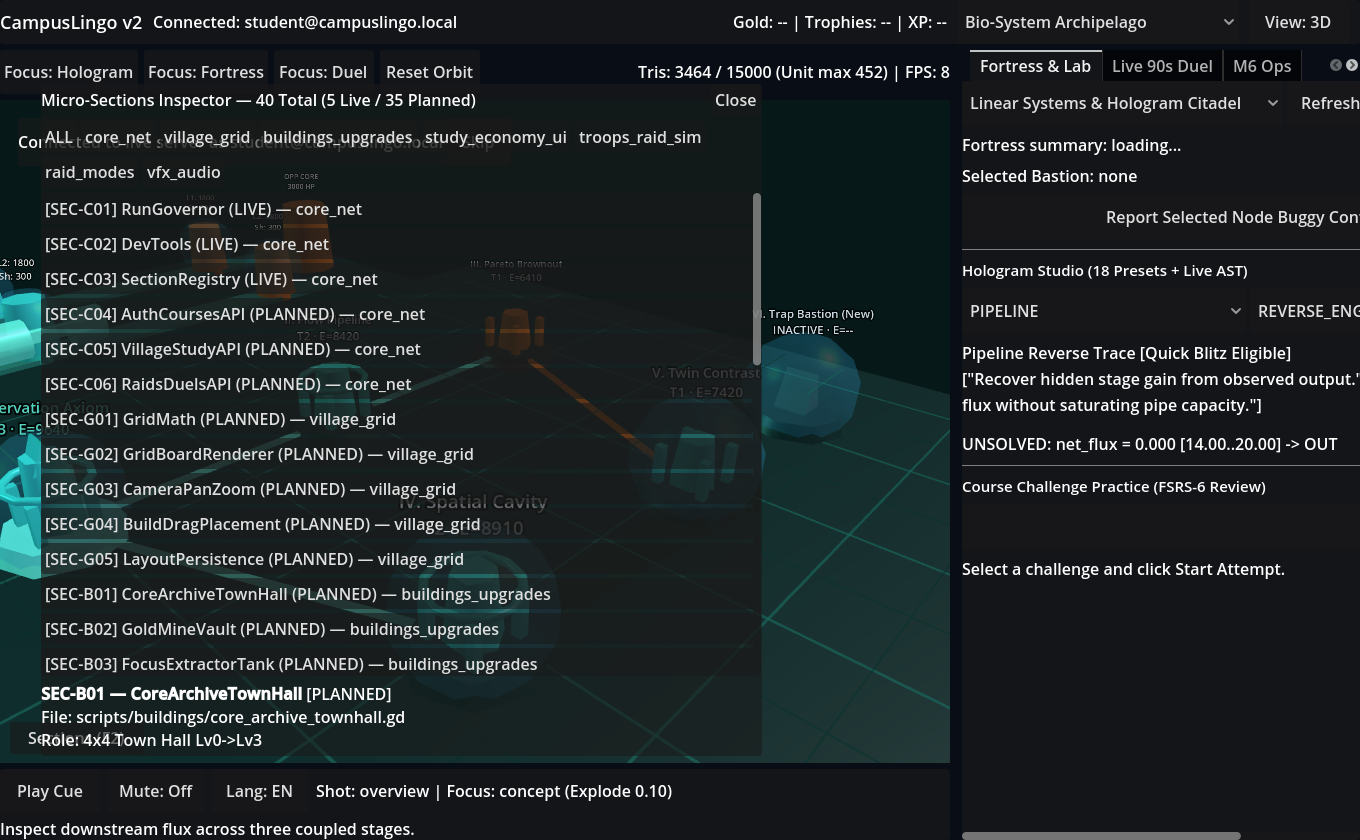 CampusLingo v2 Connected: student@campuslingo.local Gold: -- | Trophies: -- | XP: -- Bio-System Archipelago View: 3D
Focus: Hologram Focus: Fortress Focus: Duel Reset Orbit Tris: 3464 / 15000 (Unit max 452) | FPS: 8
Micro-Sections Inspector — 40 Total (5 Live / 35 Planned) Close
ALL core_net village_grid buildings_upgrades study_economy_ui troops_raid_sim
raid_modes vfx_audio
OPP CORE
3000 HP
[SEC-C01] RunGovernor (LIVE) — core_net
[SEC-C02] DevTools (LIVE) — core_net
[SEC-C03] SectionRegistry (LIVE) — core_net
[SEC-C04] AuthCoursesAPI (PLANNED) — core_net
[SEC-C05] VillageStudyAPI (PLANNED) — core_net
[SEC-C06] RaidsDuelsAPI (PLANNED) — core_net
[SEC-G01] GridMath (PLANNED) — village_grid
[SEC-G02] GridBoardRenderer (PLANNED) — village_grid
[SEC-G03] CameraPanZoom (PLANNED) — village_grid
[SEC-G04] BuildDragPlacement (PLANNED) — village_grid
[SEC-G05] LayoutPersistence (PLANNED) — village_grid
[SEC-B01] CoreArchiveTownHall (PLANNED) — buildings_upgrades
[SEC-B02] GoldMineVault (PLANNED) — buildings_upgrades
[SEC-B03] FocusExtractorTank (PLANNED) — buildings_upgrades
SEC-B01 — CoreArchiveTownHall [PLANNED]
File: scripts/buildings/core_archive_townhall.gd
Role: 4x4 Town Hall Lv0->Lv3
L2: 1800
Sh: 300
III. Pareto Brownout
T1 · E=6410
T2 · E=8420
V. Twin Contrast
T1 · E=7420
IV. Spatial Cavity
E=8910
VI. Trap Bastion (New)
INACTIVE · E=--
Play Cue Mute: Off Lang: EN Shot: overview | Focus: concept (Explode 0.10)
Inspect downstream flux across three coupled stages.
Fortress & Lab Live 90s Duel M6 Ops
Linear Systems & Hologram Citadel Refresh
Fortress summary: loading...
Selected Bastion: none
Report Selected Node Buggy
Hologram Studio (18 Presets + Live AST)
PIPELINE REVERSE_ENG
Pipeline Reverse Trace [Quick Blitz Eligible]
["Recover hidden stage gain from observed output."
flux without saturating pipe capacity."]
UNSOLVED: net_flux = 0.000 [14.00..20.00] -> OUT
Course Challenge Practice (FSRS-6 Review)
Select a challenge and click Start Attempt.